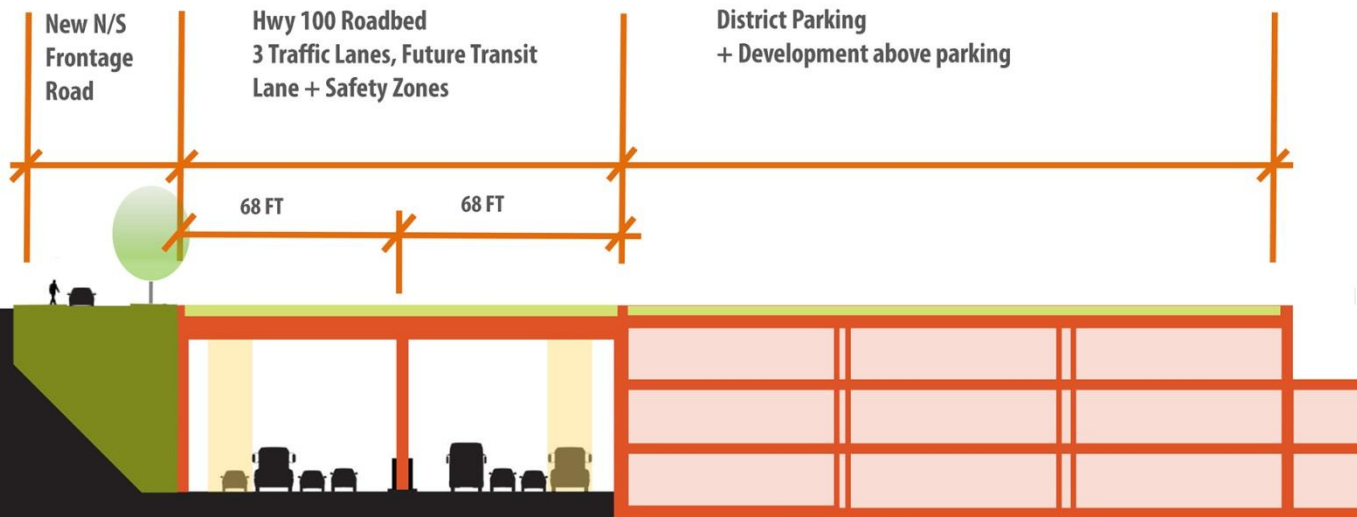 New N/S
Frontage
Road
Hwy 100 Roadbed
3 Traffic Lanes, Future Transit
Lane + Safety Zones
District Parking
+ Development above parking
68 FT
68 FT